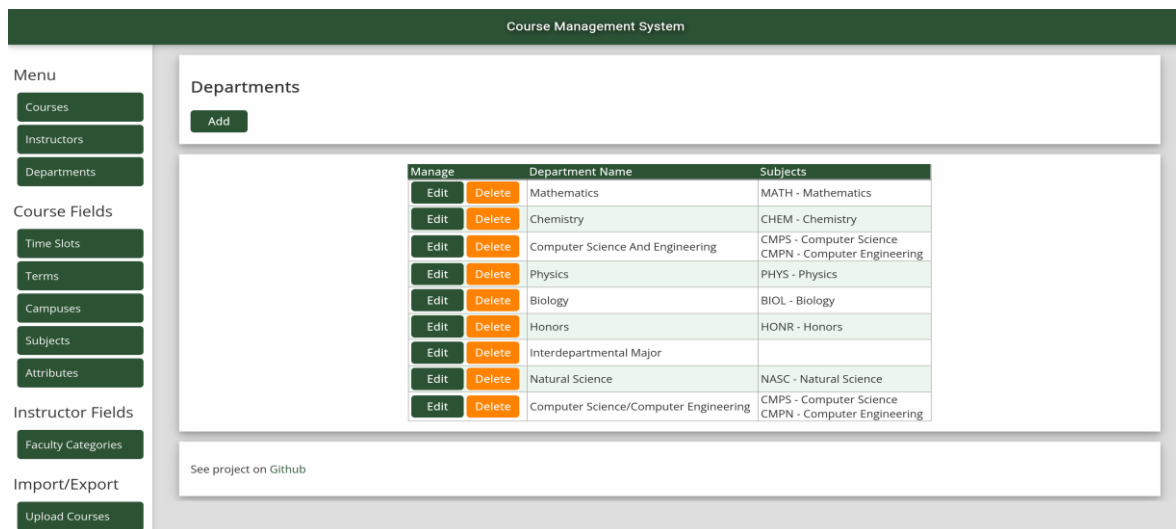 Course Management System
Menu
Courses
Instructors
Departments
Course Fields
Time Slots
Terms
Campuses
Subjects
Attributes
Instructor Fields
Faculty Categories
Import/Export
Upload Courses
Departments
Add
Manage Department Name Subjects
Edit Delete Mathematics MATH - Mathematics
Edit Delete Chemistry CHEM - Chemistry
Edit Delete Computer Science And Engineering CMPS - Computer Science
CMPN - Computer Engineering
Edit Delete Physics PHYS - Physics
Edit Delete Biology BIOL - Biology
Edit Delete Honors HONR - Honors
Edit Delete Interdepartmental Major
Edit Delete Natural Science NASC - Natural Science
Edit Delete Computer Science/Computer Engineering CMPS - Computer Science
CMPN - Computer Engineering
See project on Github